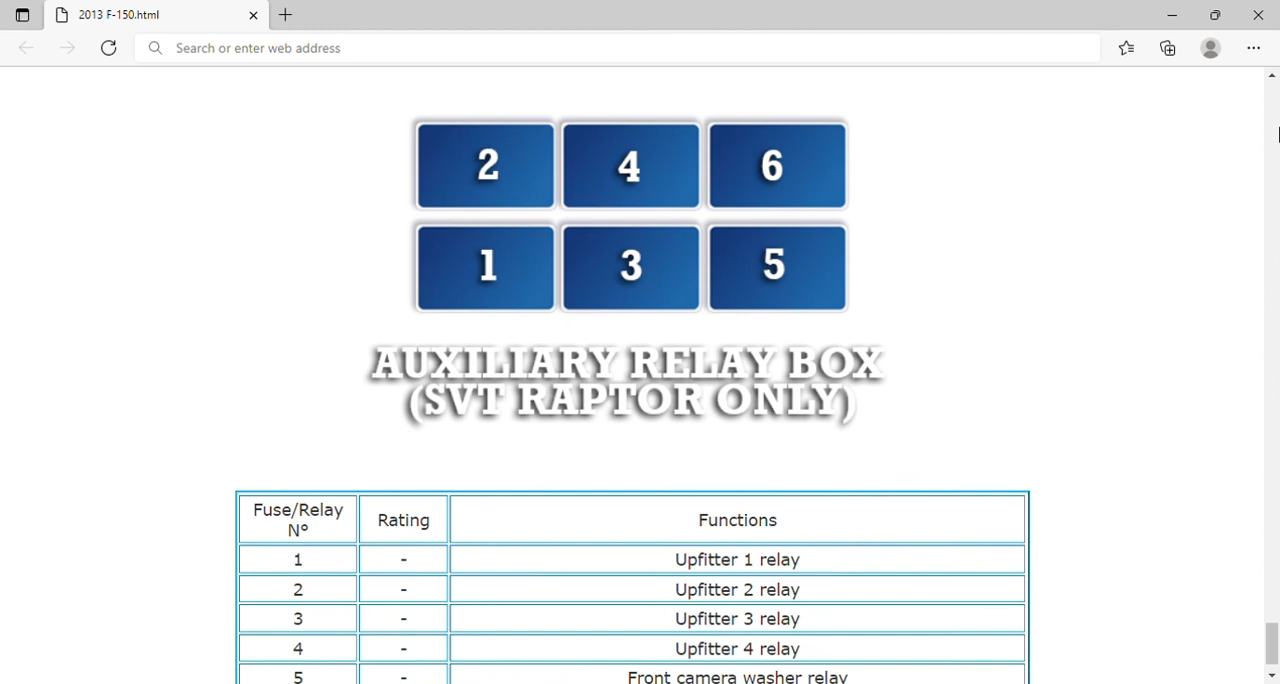 2013 F-150.html
Search or enter web address
2 4 6
1 3 5
AUXILIARY RELAY BOX
(SVT RAPTOR ONLY)
Fuse/Relay N° Rating Functions
1 - Upfitter 1 relay
2 - Upfitter 2 relay
3 - Upfitter 3 relay
4 - Upfitter 4 relay
5 - Front camera washer relay